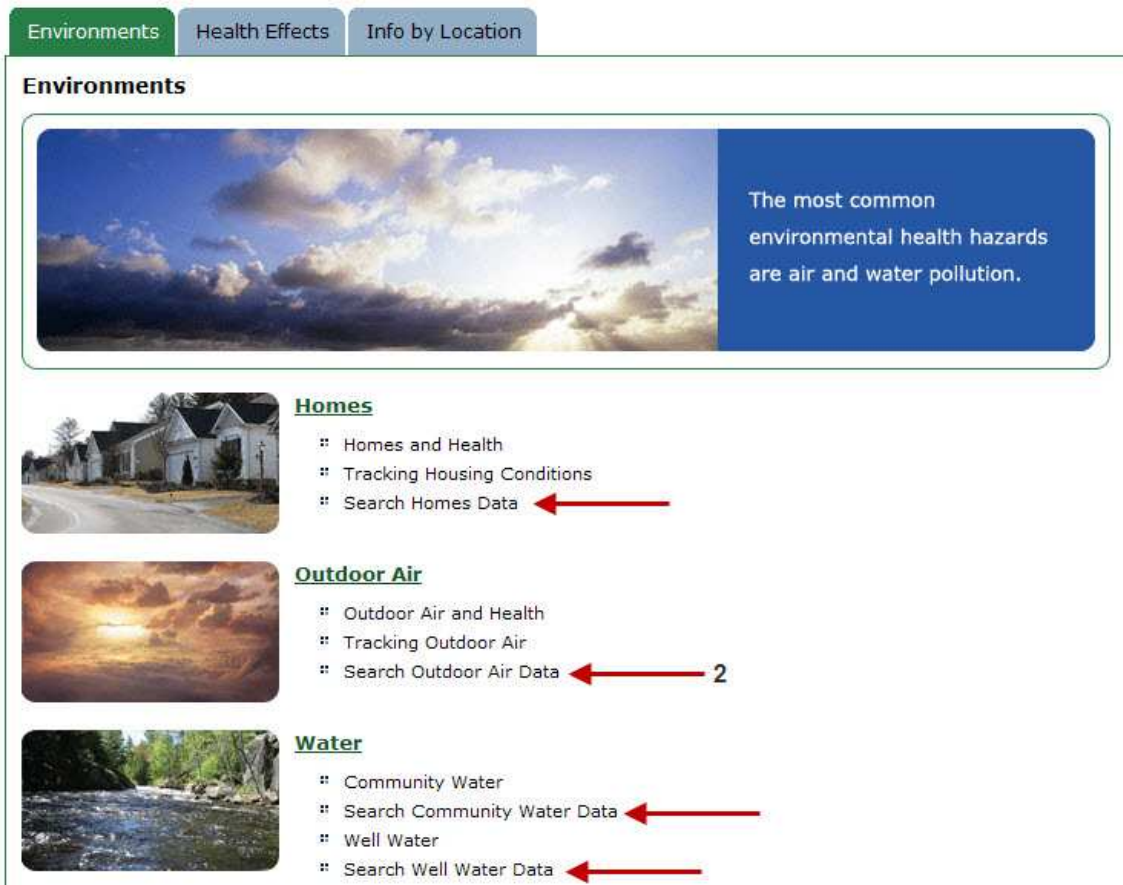 Environments Health Effects Info by Location
Environments
The most common
environmental health hazards
are air and water pollution.
Homes
Homes and Health
Tracking Housing Conditions
Search Homes Data
Outdoor Air
Outdoor Air and Health
Tracking Outdoor Air
Search Outdoor Air Data 2
Water
Community Water
Search Community Water Data
Well Water
Search Well Water Data